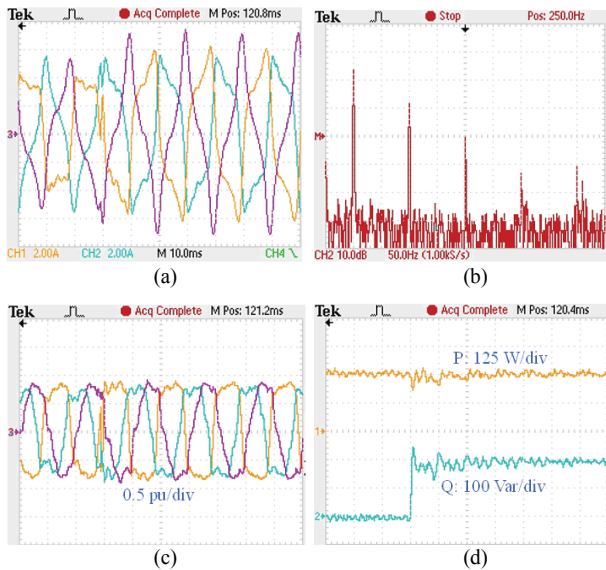 Tek Acq Complete M Pos: 120.8ms
3
CH1 2.00A CH2 2.00A M 10.0ms CH4
(a)
Tek Stop Pos: 250.0Hz
M
CH2 10.0dB 50.0Hz (1.00kS/s)
(b)
Tek Acq Complete M Pos: 121.2ms
3
0.5 pu/div
(c)
Tek Acq Complete M Pos: 120.4ms
P: 125 W/div
1
Q: 100 Var/div
2
(d)